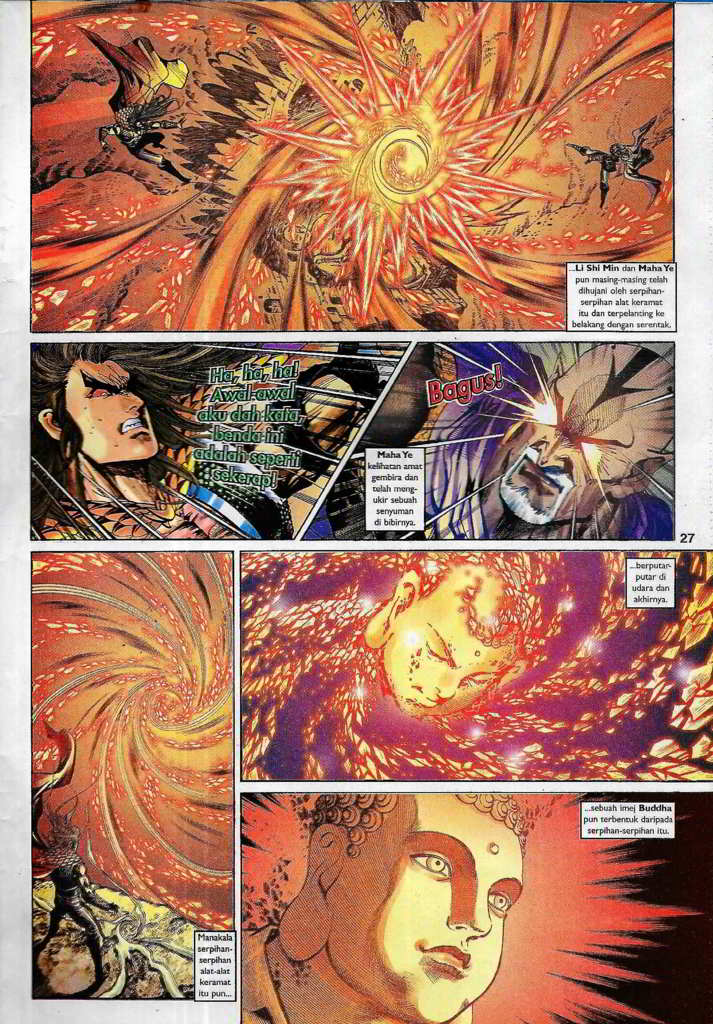 ...Li Shi Min dan Maha Ye
pun masing-masing telah
dihujani oleh serpihan-
serpihan alat keramat
itu dan terpelanting ke
belakang dengan serentak.
Ha, ha, ha!
Awal-awal
aku dah kata,
benda ini
adalah seperti
sekerap!
Bagus!
Maha Ye
kelihatan amat
gembira dan
telah meng-
ukir sebuah
senyuman
di bibirnya.
27
Manakala
serpihan-
serpihan
alat-alat
keramat
itu pun...
...berputar-
putar di
udara dan
akhirnya.
...sebuah imej Buddha
pun terbentuk daripada
serpihan-serpihan itu.